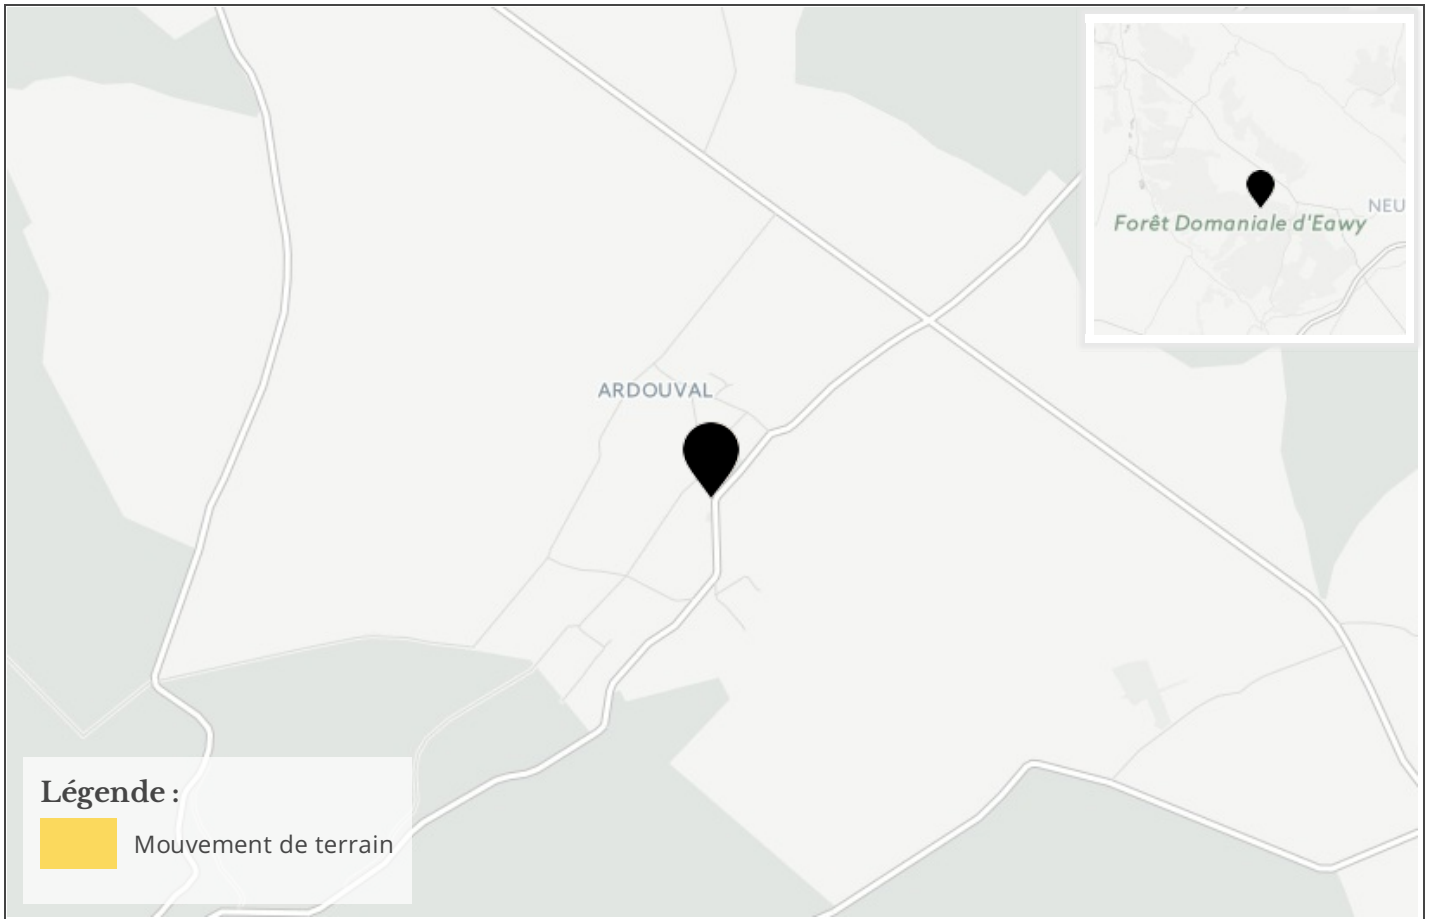 NEU
Forêt Domaniale d'Eawy
ARDOUVAL
Légende :
Mouvement de terrain